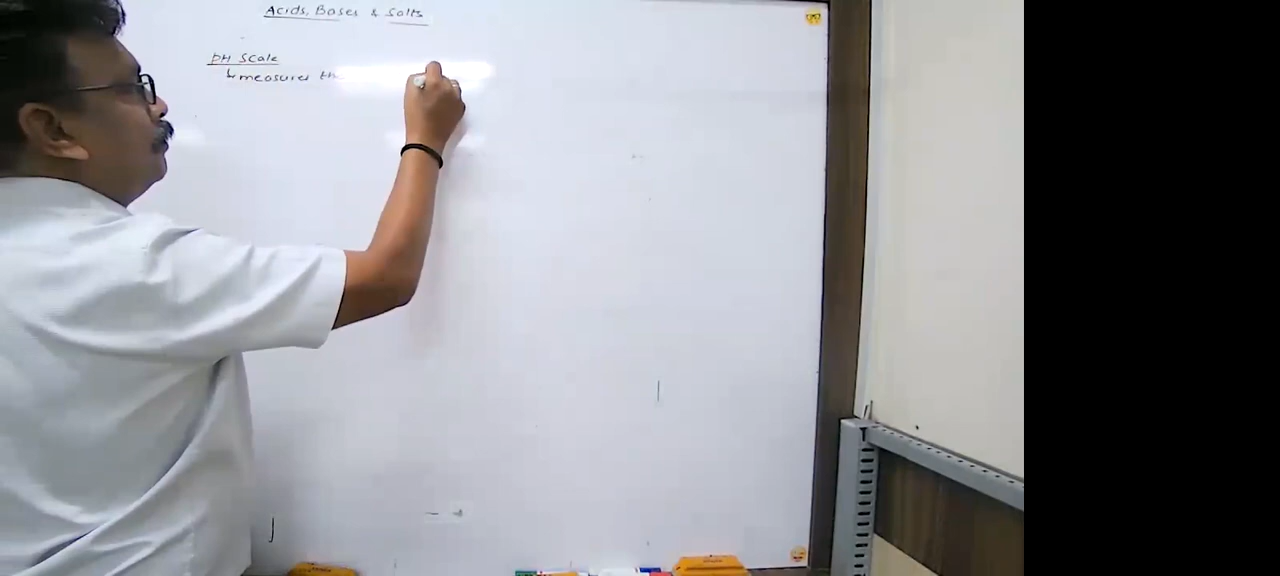 Acids, Bases & Salts
PH Scale
↳ measures th